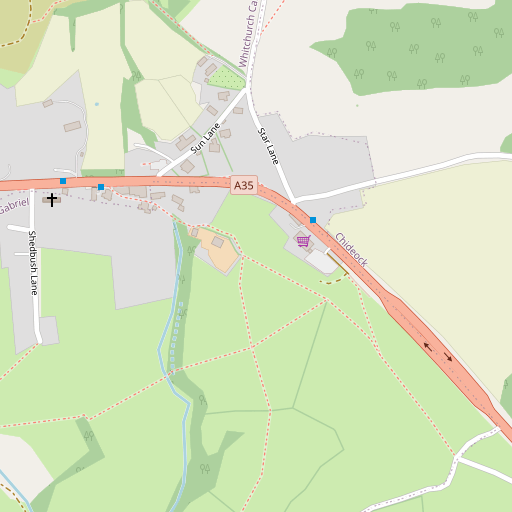 Whitchurch Ca
Sun Lane
Star Lane
A35
Gabriel
Chideock
Shedbush Lane